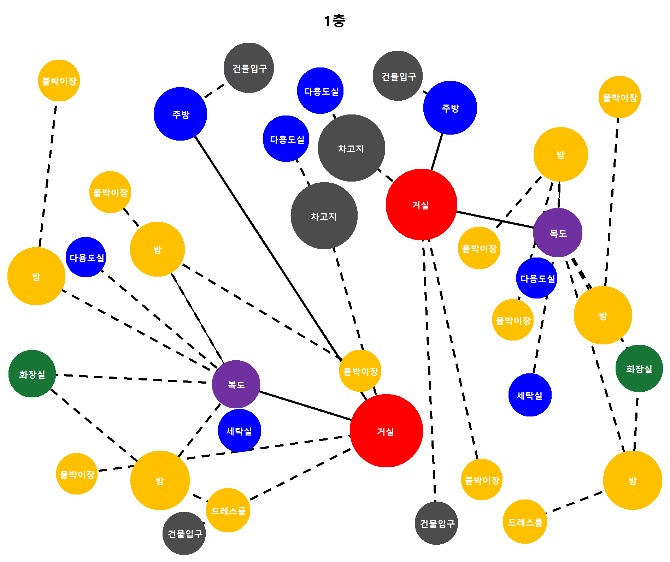 1층
건물입구
건물입구
붙박이장
다용도실
붙박이장
주방
주방
다용도실
차고지
방
붙박이장
거실
차고지
복도
방
붙박이장
다용도실
방
다용도실
붙박이장
방
화장실
붙박이장
화장실
복도
세탁실
세탁실
거실
붙박이장
방
붙박이장
방
드레스룸
드레스룸
건물입구
건물입구